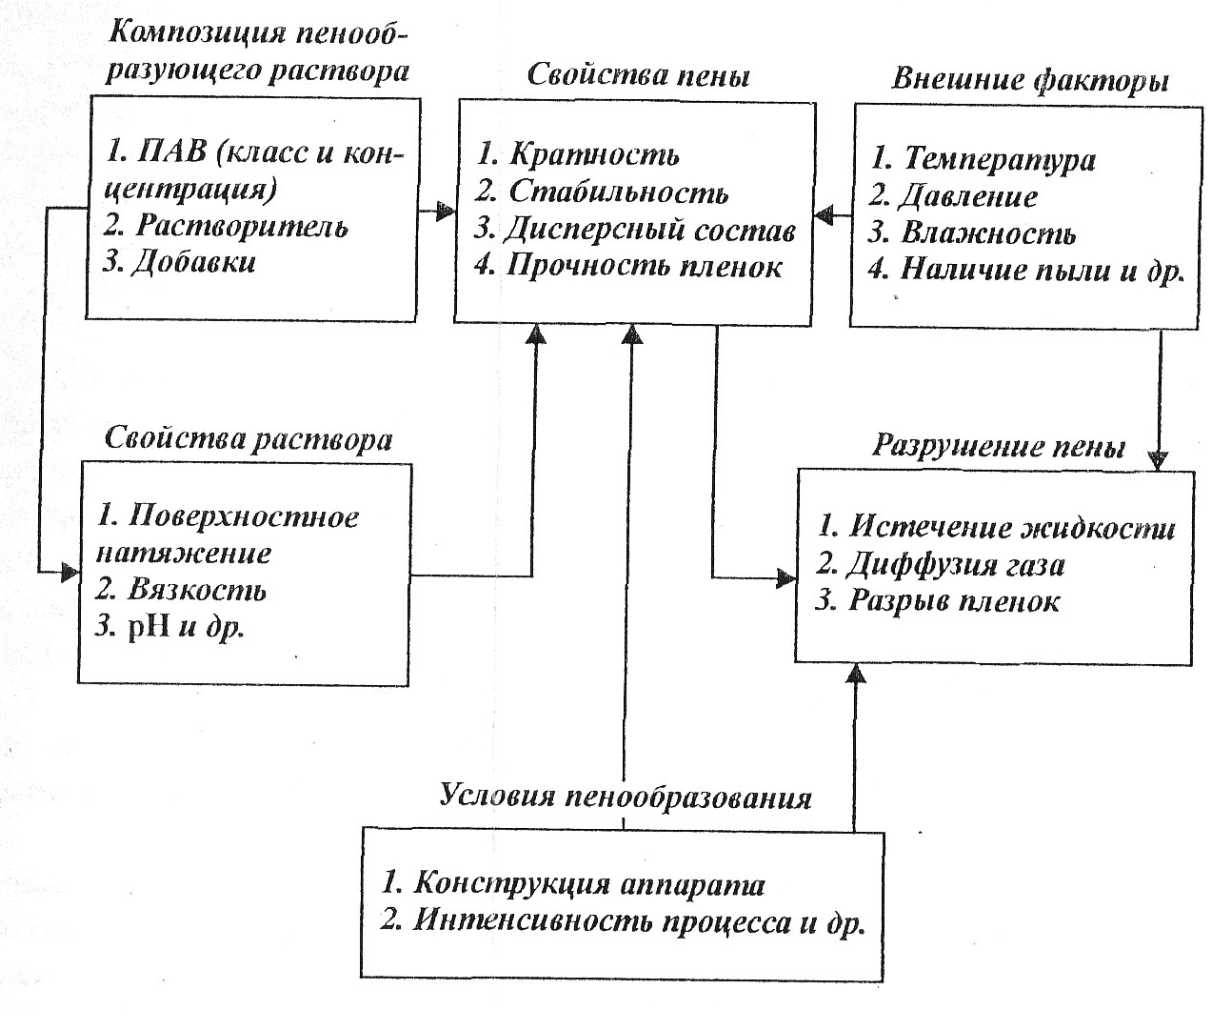 Композиция пенооб-
разующего раствора
1. ПАВ (класс и кон-
центрация)
2. Растворитель
3. Добавки
Свойства пены
1. Кратность
2. Стабильность
3. Дисперсный состав
4. Прочность пленок
Внешние факторы
1. Температура
2. Давление
3. Влажность
4. Наличие пыли и др.
Свойства раствора
1. Поверхностное
натяжение
2. Вязкость
3. pH и др.
Разрушение пены
1. Истечение жидкости
2. Диффузия газа
3. Разрыв пленок
Условия пенообразования
1. Конструкция аппарата
2. Интенсивность процесса и др.